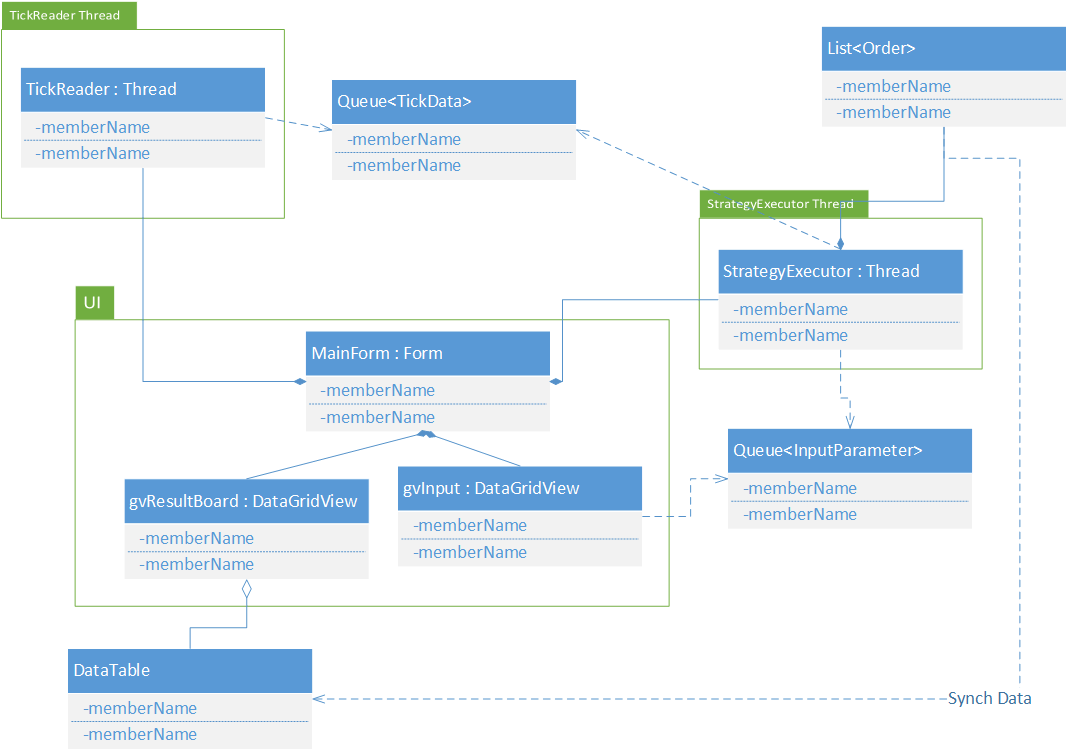 TickReader Thread
TickReader : Thread
-memberName
-memberName
Queue<TickData>
-memberName
-memberName
List<Order>
-memberName
-memberName
StrategyExecutor Thread
StrategyExecutor : Thread
-memberName
-memberName
UI
MainForm : Form
-memberName
-memberName
gvResultBoard : DataGridView
-memberName
-memberName
gvInput : DataGridView
-memberName
-memberName
Queue<InputParameter>
-memberName
-memberName
DataTable
-memberName
-memberName
Synch Data